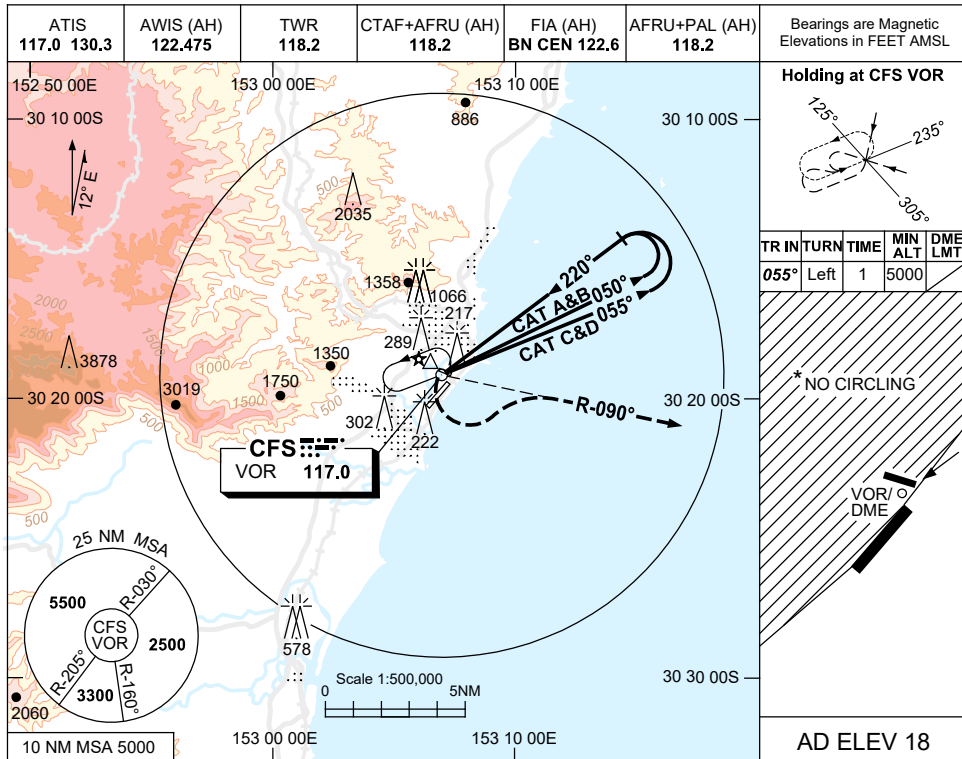 ATIS
117.0 130.3
AWIS (AH)
122.475
TWR
118.2
CTAF+AFRU (AH)
118.2
FIA (AH)
BN CEN 122.6
AFRU+PAL (AH)
118.2
Bearings are Magnetic
Elevations in FEET AMSL
152 50 00E
153 00 00E
153 10 00E
30 10 00S
30 10 00S
886
12° E
500
2035
1358
1066
217
289
220°
CAT A&B 050°
CAT C&D 055°
2000
2500
1500
3878
1000
1350
1750
3019
1500
500
500
30 20 00S
30 20 00S
302
222
R-090°
CFS
VOR 117.0
500
25 NM MSA
5500
R-030°
CFS
VOR
2500
R-205°
3300
R-160°
2060
578
Scale 1:500,000
0
5NM
30 30 00S
10 NM MSA 5000
153 00 00E
153 10 00E
Holding at CFS VOR
125°
235°
305°
TR IN
TURN
TIME
MIN ALT
DME LMT
055°
Left
1
5000
*NO CIRCLING
VOR/
DME
AD ELEV 18